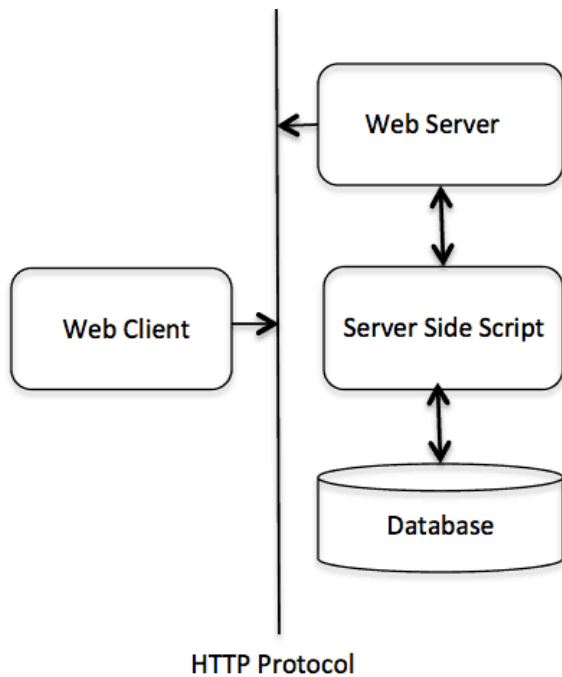 Web Server
Web Client
Server Side Script
Database
HTTP Protocol